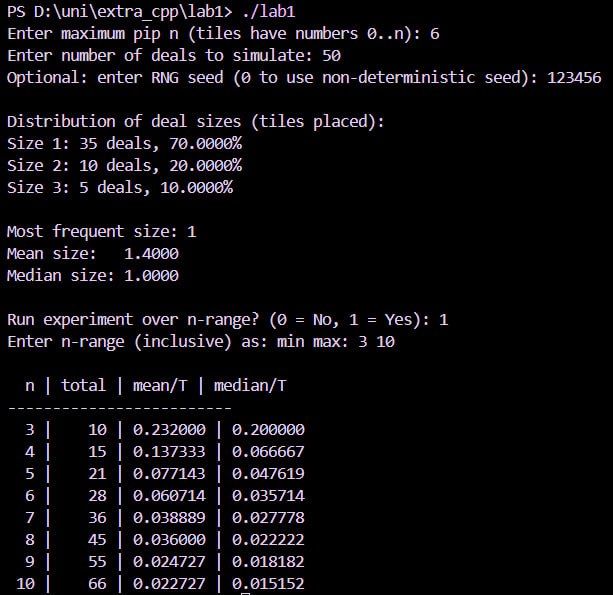 PS D:\uni\extra_cpp\lab1> ./lab1
Enter maximum pip n (tiles have numbers 0..n): 6
Enter number of deals to simulate: 50
Optional: enter RNG seed (0 to use non-deterministic seed): 123456

Distribution of deal sizes (tiles placed):
Size 1: 35 deals, 70.0000%
Size 2: 10 deals, 20.0000%
Size 3: 5 deals, 10.0000%

Most frequent size: 1
Mean size:   1.4000
Median size: 1.0000

Run experiment over n-range? (0 = No, 1 = Yes): 1
Enter n-range (inclusive) as: min max: 3 10

  n | total | mean/T | median/T
-------------------------
  3 |    10 | 0.232000 | 0.200000
  4 |    15 | 0.137333 | 0.066667
  5 |    21 | 0.077143 | 0.047619
  6 |    28 | 0.060714 | 0.035714
  7 |    36 | 0.038889 | 0.027778
  8 |    45 | 0.036000 | 0.022222
  9 |    55 | 0.024727 | 0.018182
 10 |    66 | 0.022727 | 0.015152